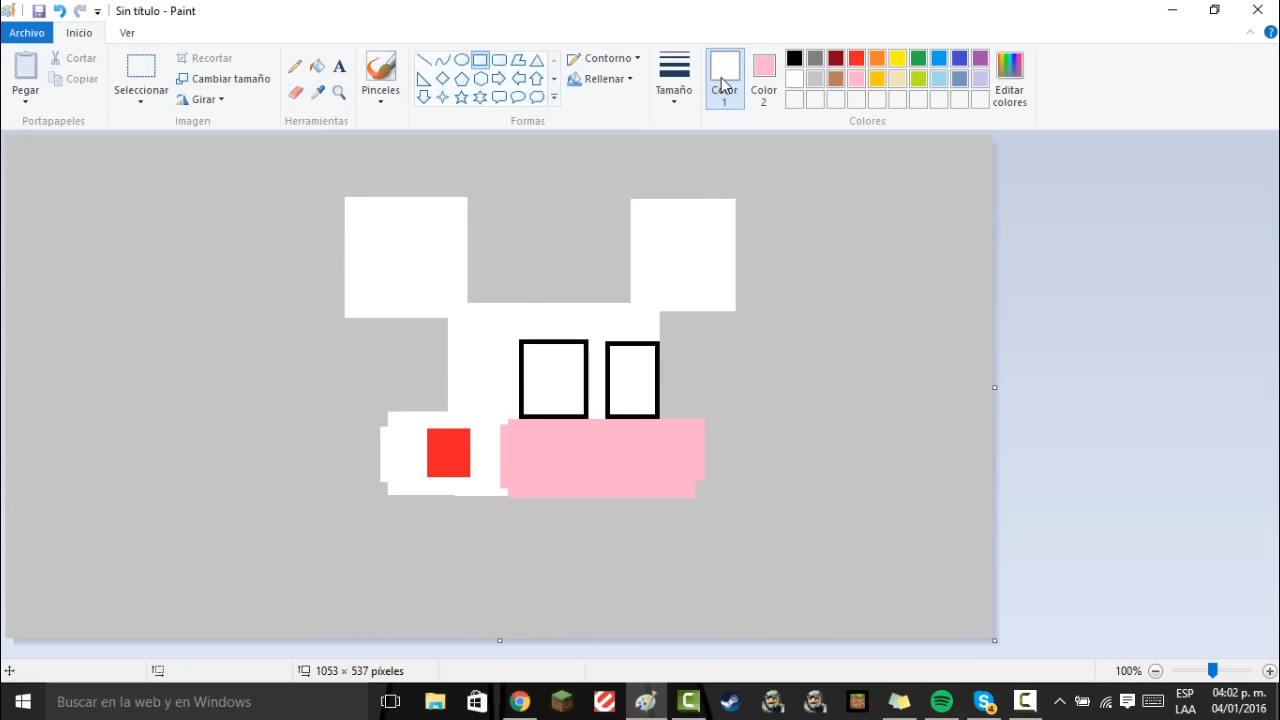 Sin título - Paint
Archivo
Inicio
Ver
Pegar
Cortar
Copiar
Portapapeles
Seleccionar
Recortar
Cambiar tamaño
Girar
Imagen
A
Herramientas
Pinceles
Contorno
Rellenar
Formas
Tamaño
Color
1
Color
2
Editar
colores
Colores
1053 × 537 píxeles
100%
Buscar en la web y en Windows
ESP
LAA
04:02 p. m.
04/01/2016